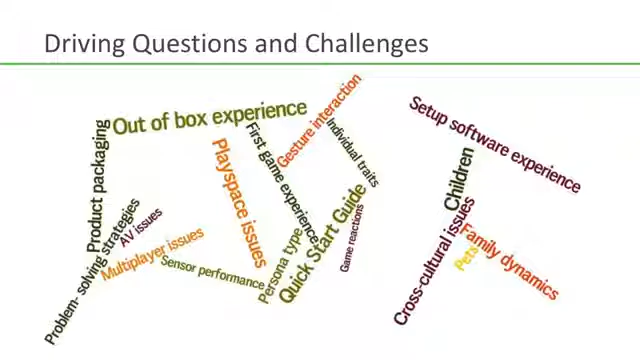 Driving Questions and Challenges
Out of box experience
Product packaging
Problem- solving strategies
AV issues
Multiplayer issues
Sensor performance
Playspace issues
First game experience
Gesture interaction
Individual traits
Persona type
Quick Start Guide
Game reactions
Setup software experience
Children
Cross-cultural issues
Family dynamics
Pets